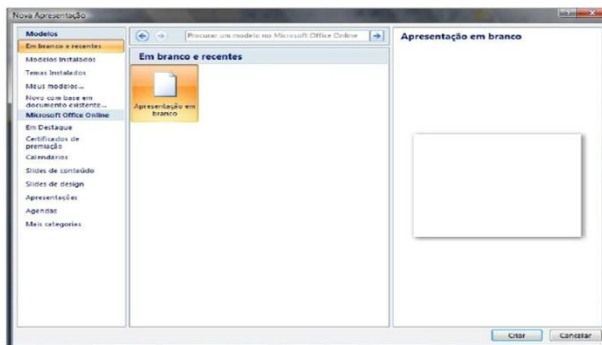 Nova Apresentação
Modelos
Em branco e recentes
Modelos Instalados
Temas Instalados
Meus modelos...
Novo com base em
documento existente...
Microsoft Office Online
Em Destaque
Certificados de
premiação
Calendários
Slides de conteúdo
Slides de design
Apresentações
Agendas
Mais categorias
Procurar um modelo no Microsoft Office Online
Em branco e recentes
Apresentação em
branco
Apresentação em branco
Criar
Cancelar